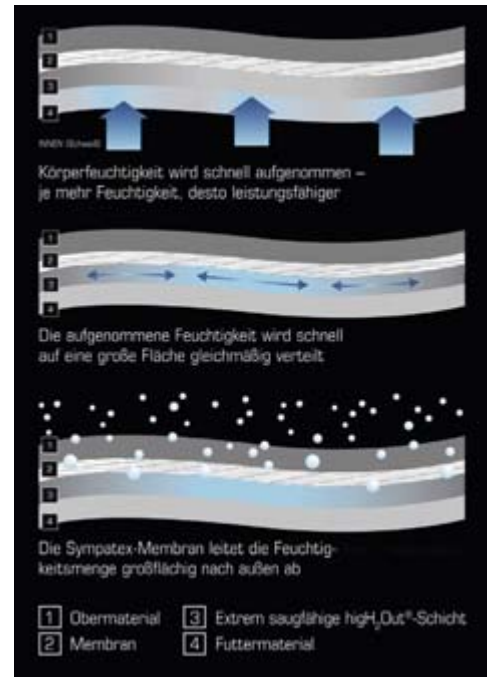 1
2
3
4
INNEN (Schweiß)
Körperfeuchtigkeit wird schnell aufgenommen –
je mehr Feuchtigkeit, desto leistungsfähiger
1
2
3
4
Die aufgenommene Feuchtigkeit wird schnell
auf eine große Fläche gleichmäßig verteilt
1
2
3
4
Die Sympatex-Membran leitet die Feuchtig-
keitsmenge großflächig nach außen ab
1 Obermaterial 3 Extrem saugfähige higH₂Out®-Schicht
2 Membran 4 Futtermaterial